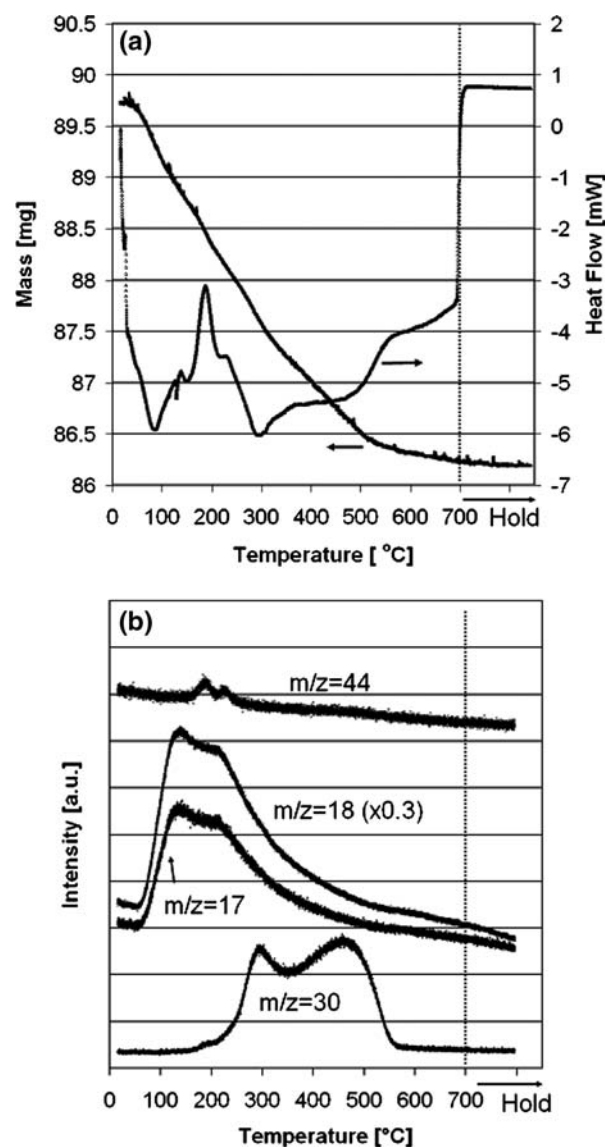 (a)
90.5
90
89.5
89
88.5
88
87.5
87
86.5
86
Mass [mg]
2
1
0
-1
-2
-3
-4
-5
-6
-7
Heat Flow [mW]
0 100 200 300 400 500 600 700 Hold
Temperature [ °C]
(b)
m/z=44
m/z=18 (x0.3)
m/z=17
m/z=30
Intensity [a.u.]
0 100 200 300 400 500 600 700 Hold
Temperature [°C]